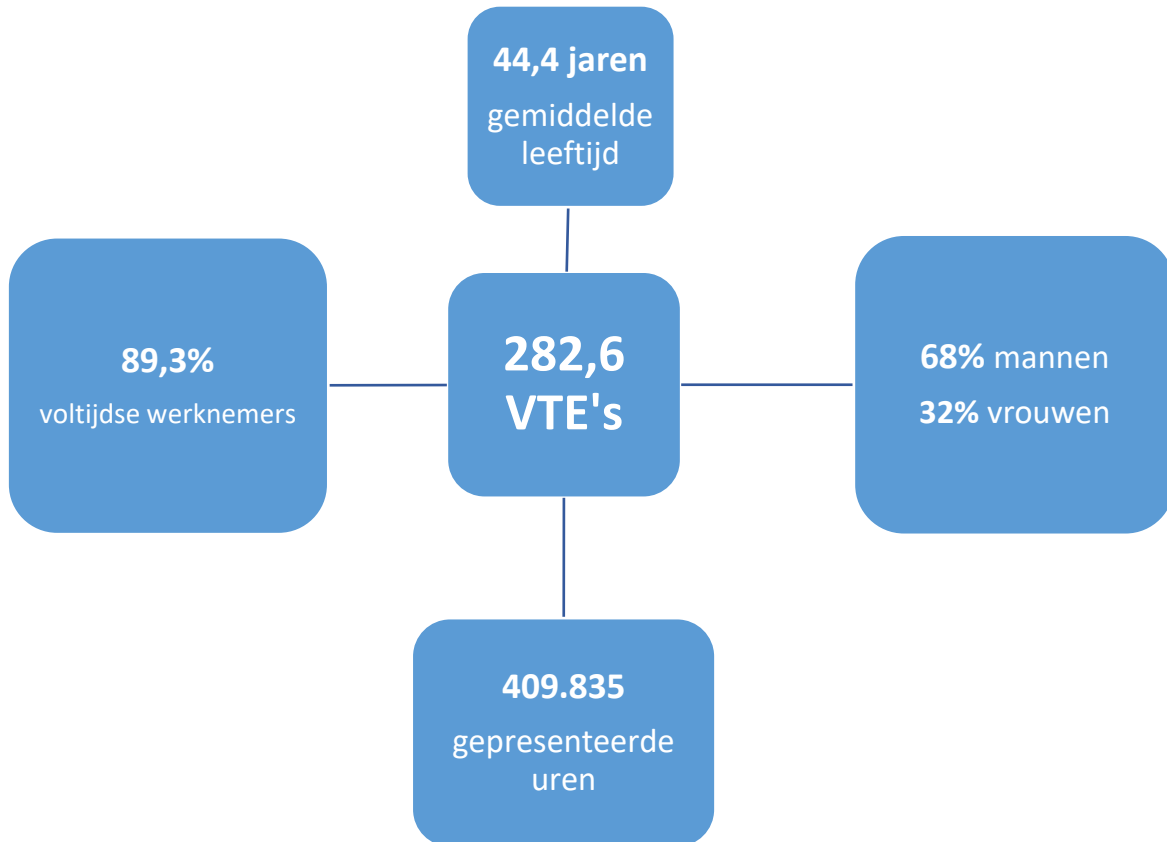 44,4 jaren
gemiddelde
leeftijd
89,3%
voltijdse werknemers
282,6
VTE's
68% mannen
32% vrouwen
409.835
gepresenteerde
uren